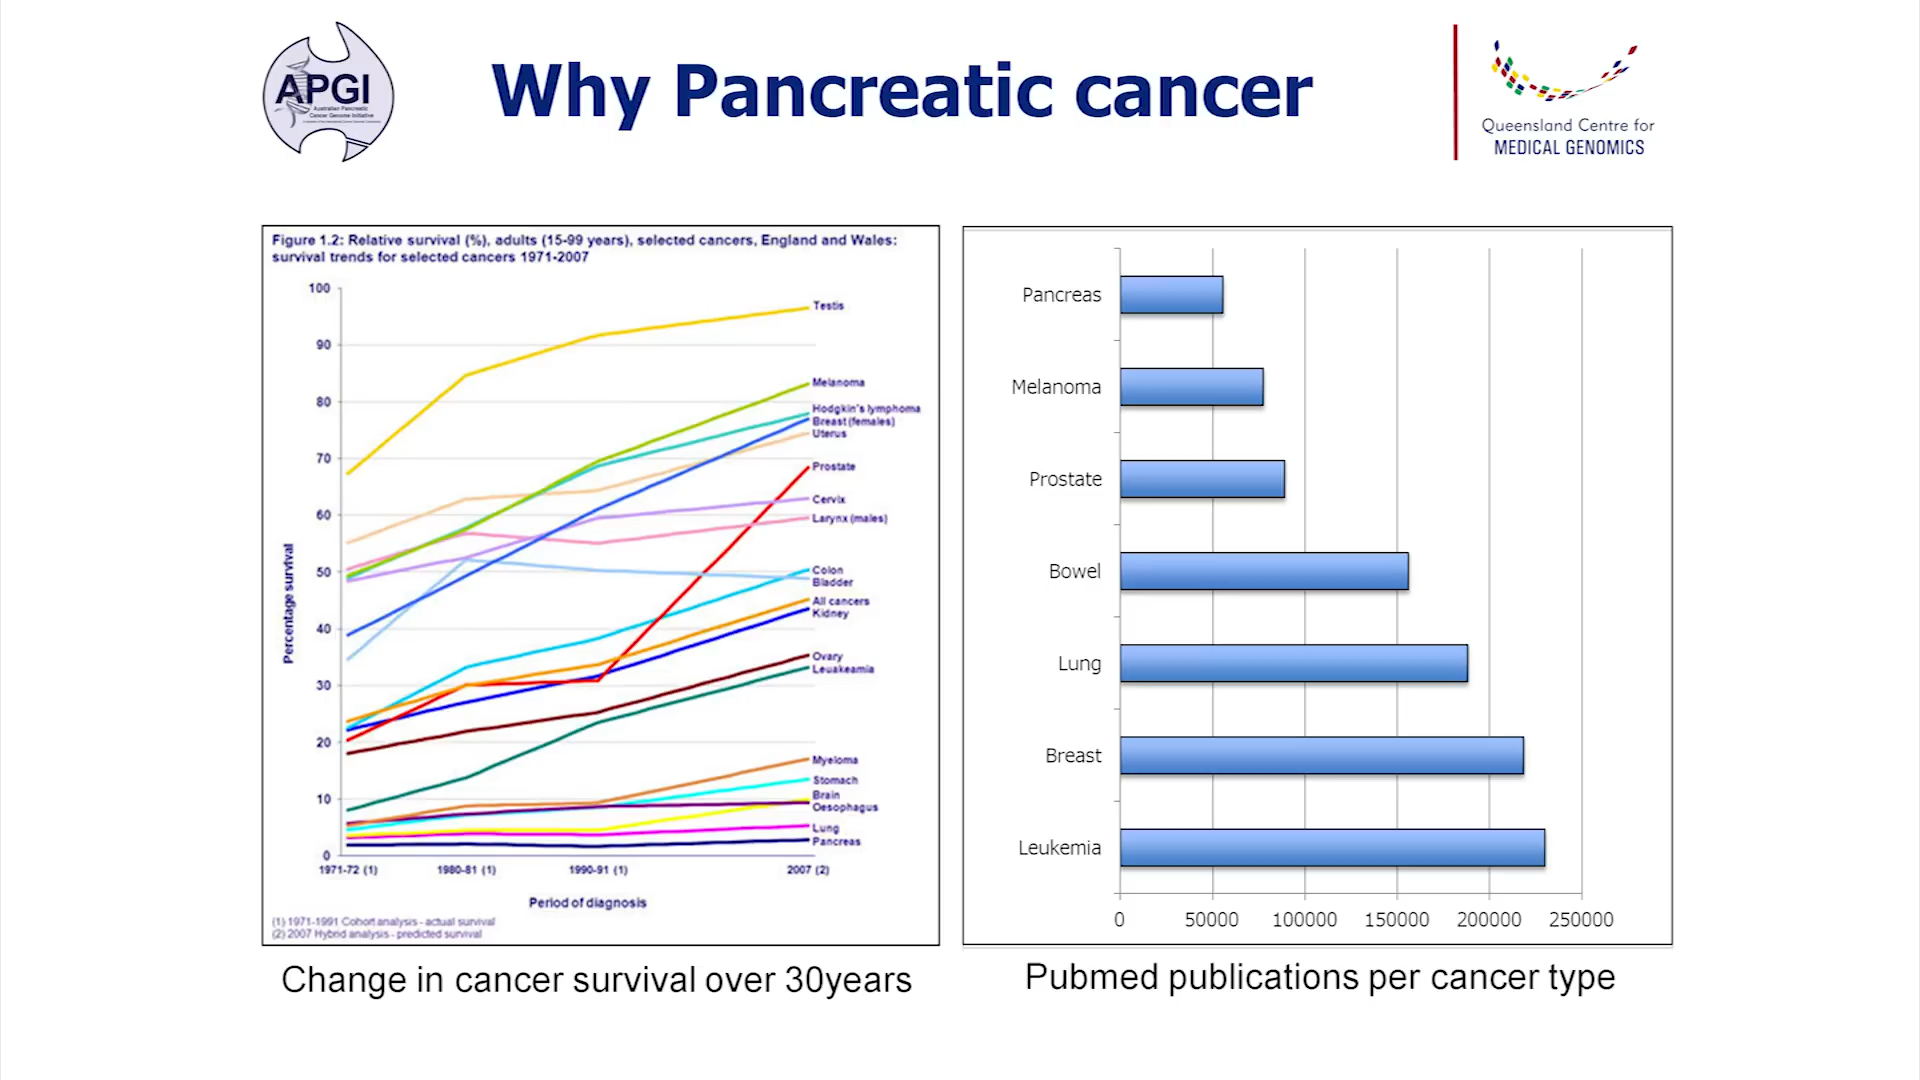 APGI
Australian Pancreatic
Cancer Genome Initiative
Why Pancreatic cancer
Queensland Centre for
MEDICAL GENOMICS
Figure 1.2: Relative survival (%), adults (15-99 years), selected cancers, England and Wales:
survival trends for selected cancers 1971-2007
100
90
80
70
60
50
40
30
20
10
0
Percentage survival
Testis
Melanoma
Hodgkin's lymphoma
Breast (females)
Uterus
Prostate
Cervix
Larynx (males)
Colon
Bladder
All cancers
Kidney
Ovary
Leuakeamia
Myeloma
Stomach
Brain
Oesophagus
Lung
Pancreas
1971-72 (1) 1980-81 (1) 1990-91 (1) 2007 (2)
Period of diagnosis
(1) 1971-1991 Cohort analysis - actual survival
(2) 2007 Hybrid analysis - predicted survival
Change in cancer survival over 30years
Pancreas
Melanoma
Prostate
Bowel
Lung
Breast
Leukemia
0 50000 100000 150000 200000 250000
Pubmed publications per cancer type